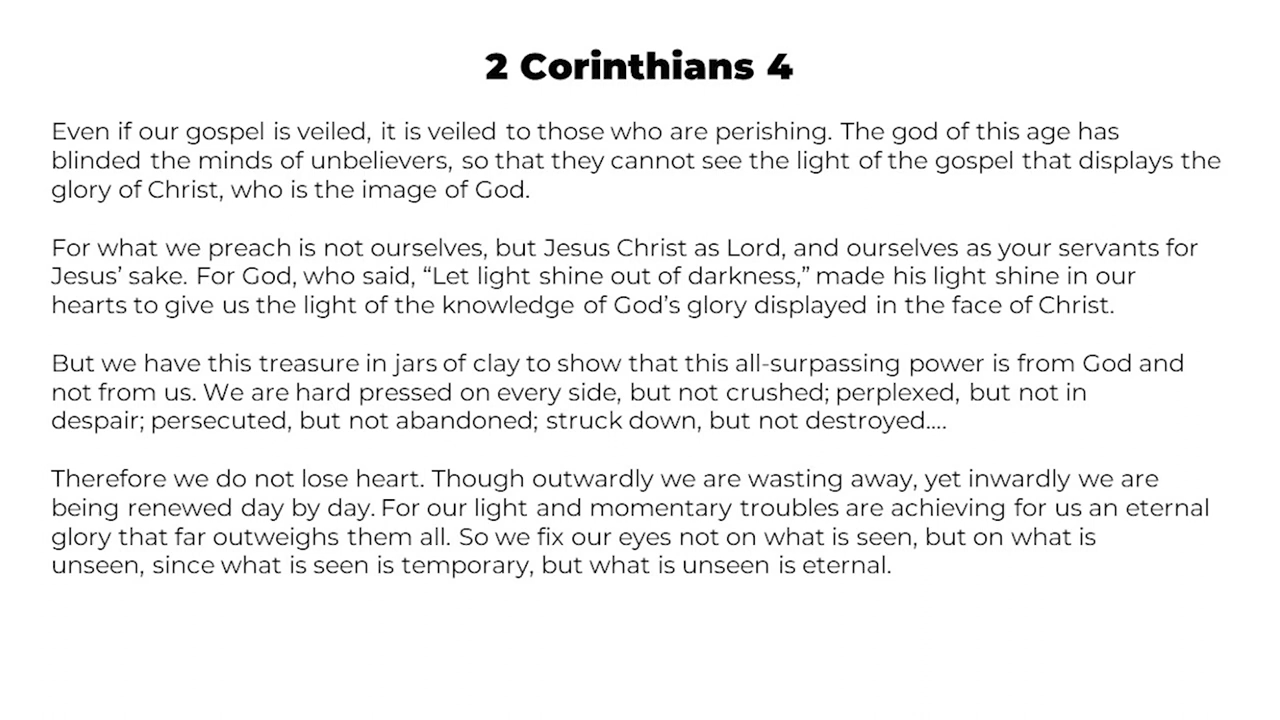 2 Corinthians 4
Even if our gospel is veiled, it is veiled to those who are perishing. The god of this age has
blinded the minds of unbelievers, so that they cannot see the light of the gospel that displays the
glory of Christ, who is the image of God.
For what we preach is not ourselves, but Jesus Christ as Lord, and ourselves as your servants for
Jesus’ sake. For God, who said, “Let light shine out of darkness,” made his light shine in our
hearts to give us the light of the knowledge of God’s glory displayed in the face of Christ.
But we have this treasure in jars of clay to show that this all-surpassing power is from God and
not from us. We are hard pressed on every side, but not crushed; perplexed, but not in
despair; persecuted, but not abandoned; struck down, but not destroyed....
Therefore we do not lose heart. Though outwardly we are wasting away, yet inwardly we are
being renewed day by day. For our light and momentary troubles are achieving for us an eternal
glory that far outweighs them all. So we fix our eyes not on what is seen, but on what is
unseen, since what is seen is temporary, but what is unseen is eternal.